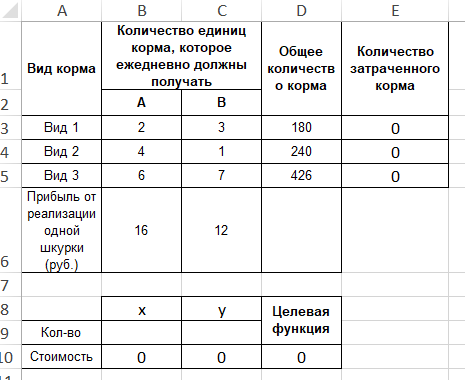 A B C D E
1 Вид корма Количество единиц корма, которое ежедневно должны получать Общее количеств о корма Количество затраченного корма
2 A B
3 Вид 1 2 3 180 0
4 Вид 2 4 1 240 0
5 Вид 3 6 7 426 0
6 Прибыль от реализации одной шкурки (руб.) 16 12
7
8 x y Целевая функция
9 Кол-во
10 Стоимость 0 0 0